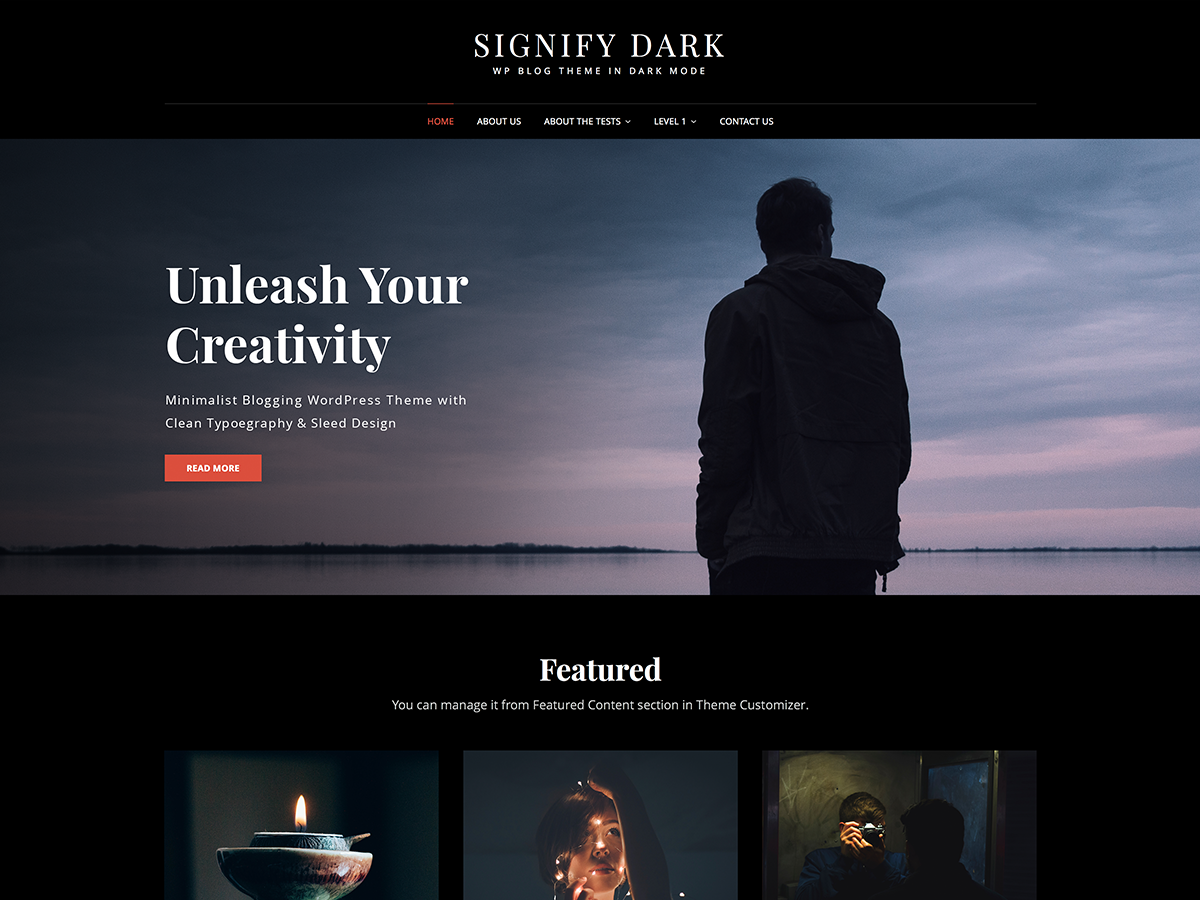 SIGNIFY DARK
WP BLOG THEME IN DARK MODE
HOME ABOUT US ABOUT THE TESTS LEVEL 1 CONTACT US
Unleash Your
Creativity
Minimalist Blogging WordPress Theme with
Clean Typoegraphy & Sleed Design
READ MORE
Featured
You can manage it from Featured Content section in Theme Customizer.